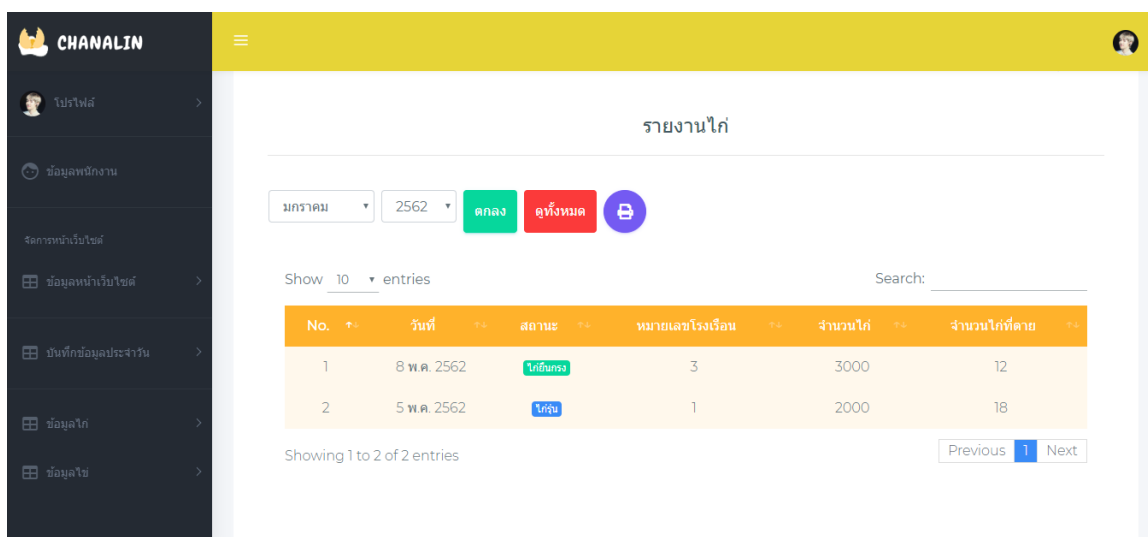 CHANALIN
โปรไฟล์
ข้อมูลพนักงาน
จัดการหน้าเว็บไซต์
ข้อมูลหน้าเว็บไซต์
บันทึกข้อมูลประจำวัน
ข้อมูลไก่
ข้อมูลไข่
รายงานไก่
มกราคม 2562 ตกลง ดูทั้งหมด
Show 10 entries Search:
No. วันที่ สถานะ หมายเลขโรงเรือน จำนวนไก่ จำนวนไก่ที่ตาย
1 8 พ.ค. 2562 ไก่ยืนกรง 3 3000 12
2 5 พ.ค. 2562 ไก่รุ่น 1 2000 18
Showing 1 to 2 of 2 entries Previous 1 Next